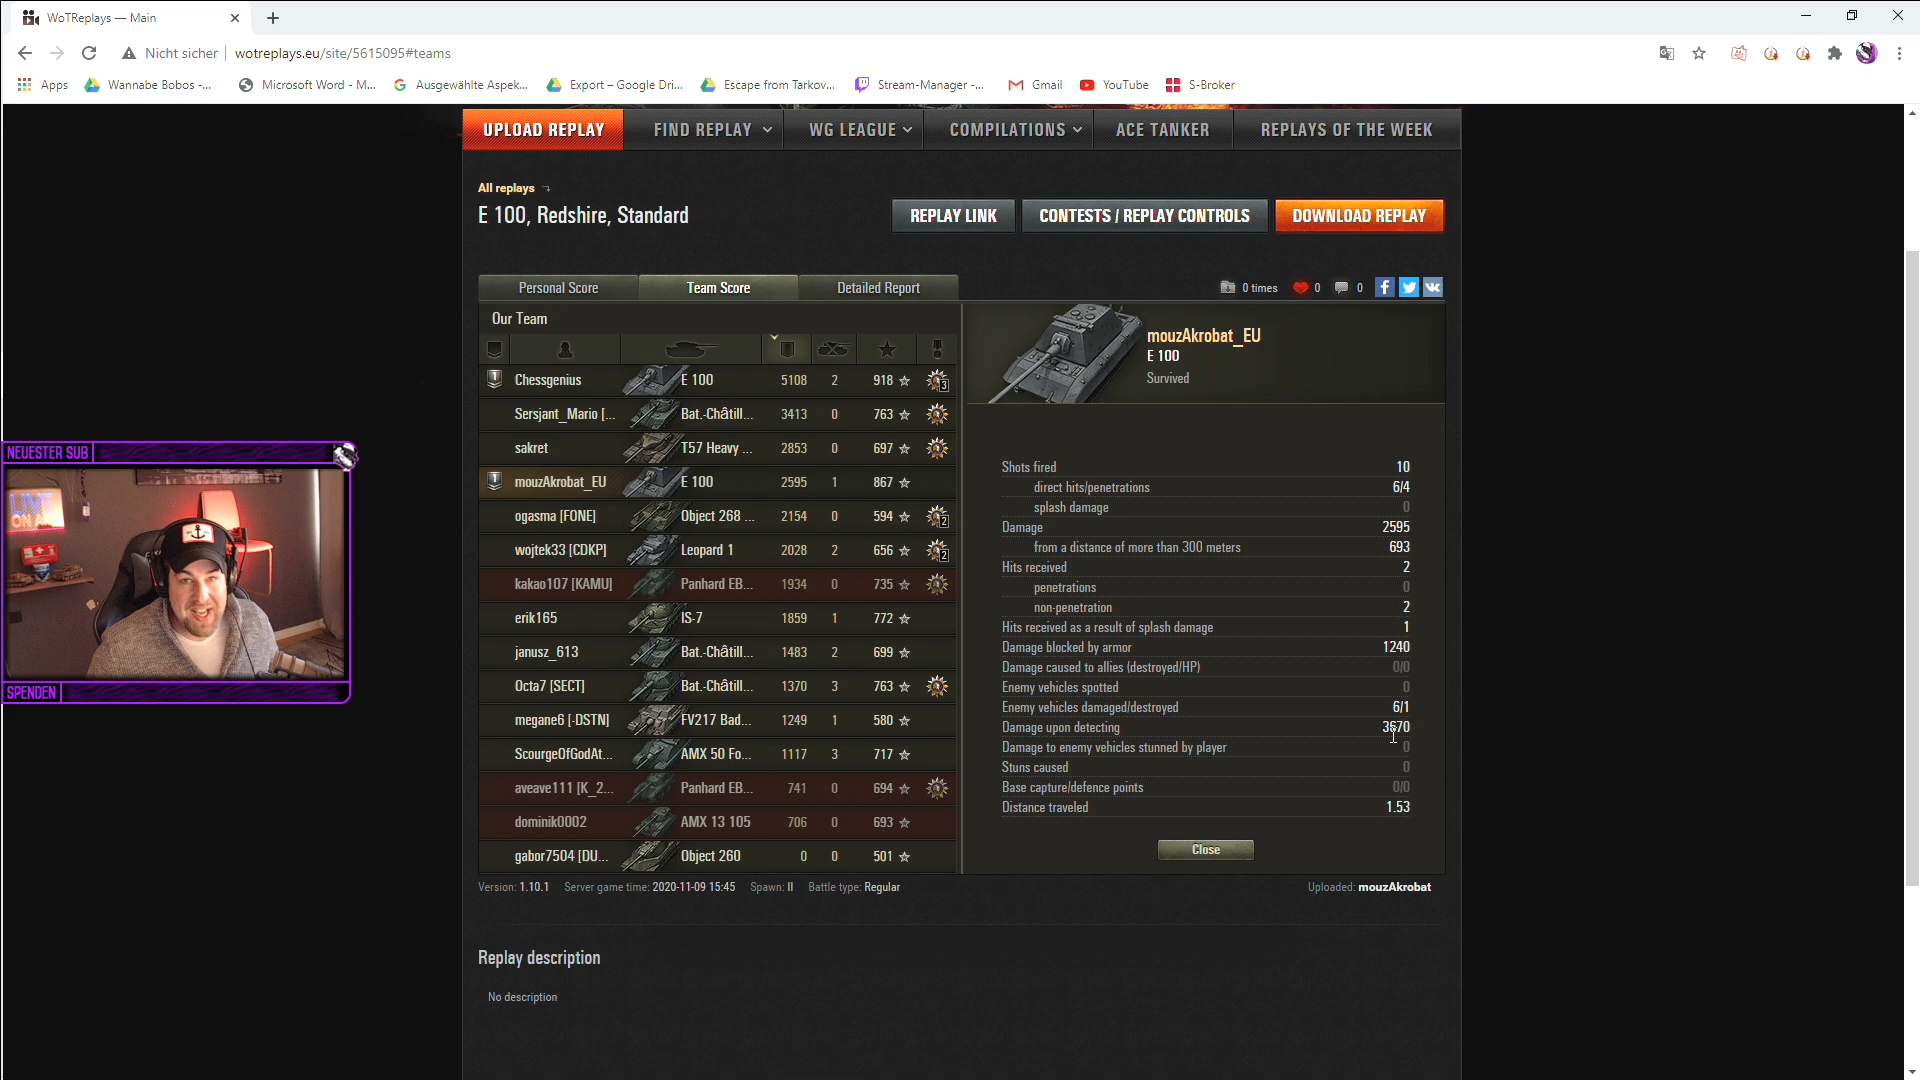 WoTReplays — Main
Nicht sicher wotreplays.eu/site/5615095#teams
Apps Wannabe Bobos -... Microsoft Word - M... Ausgewählte Aspek... Export – Google Dri... Escape from Tarkov... Stream-Manager -... Gmail YouTube S-Broker
UPLOAD REPLAY FIND REPLAY WG LEAGUE COMPILATIONS ACE TANKER REPLAYS OF THE WEEK
All replays
E 100, Redshire, Standard
REPLAY LINK CONTESTS / REPLAY CONTROLS DOWNLOAD REPLAY
Personal Score Team Score Detailed Report 0 times 0 0
Our Team
Chessgenius E 100 5108 2 918 3
Sersjant_Mario [... Bat.-Châtill... 3413 0 763
sakret T57 Heavy ... 2853 0 697
mouzAkrobat_EU E 100 2595 1 867
ogasma [FONE] Object 268 ... 2154 0 594 2
wojtek33 [CDKP] Leopard 1 2028 2 656 2
kakao107 [KAMU] Panhard EB... 1934 0 735
erik165 IS-7 1859 1 772
janusz_613 Bat.-Châtill... 1483 2 699
Octa7 [SECT] Bat.-Châtill... 1370 3 763
megane6 [-DSTN] FV217 Bad... 1249 1 580
ScourgeOfGodAt... AMX 50 Fo... 1117 3 717
aveave111 [K_2... Panhard EB... 741 0 694
dominik0002 AMX 13 105 706 0 693
gabor7504 [DU... Object 260 0 0 501
mouzAkrobat_EU
E 100
Survived
Shots fired 10
direct hits/penetrations 6/4
splash damage 0
Damage 2595
from a distance of more than 300 meters 693
Hits received 2
penetrations 0
non-penetration 2
Hits received as a result of splash damage 1
Damage blocked by armor 1240
Damage caused to allies (destroyed/HP) 0/0
Enemy vehicles spotted 0
Enemy vehicles damaged/destroyed 6/1
Damage upon detecting 3670
Damage to enemy vehicles stunned by player 0
Stuns caused 0
Base capture/defence points 0/0
Distance traveled 1.53
Close
Version: 1.10.1 Server game time: 2020-11-09 15:45 Spawn: II Battle type: Regular Uploaded: mouzAkrobat
Replay description
No description
NEUESTER SUB
LIVE
ON A
SPENDEN